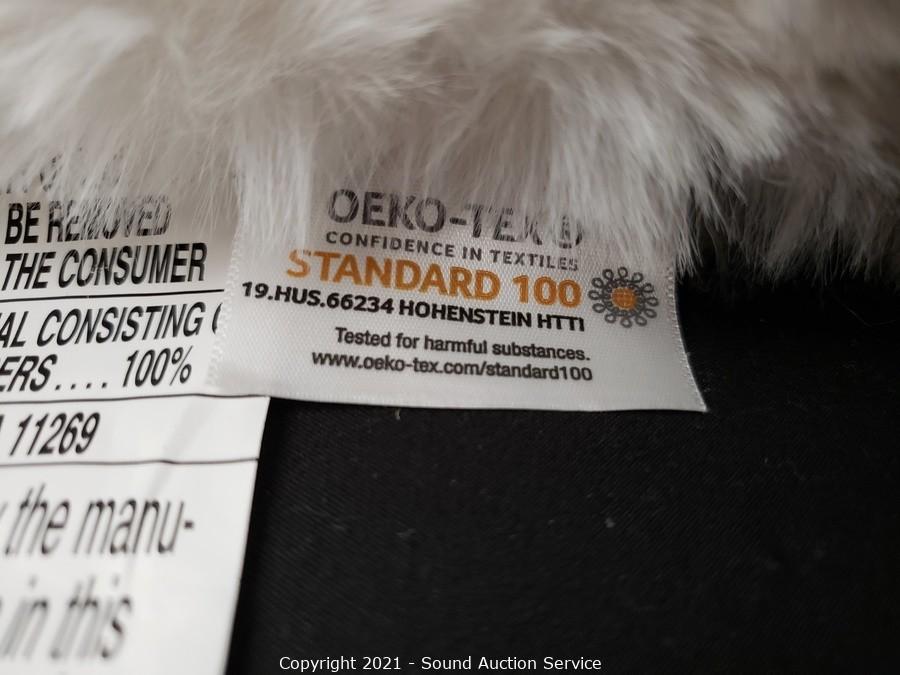 BE REMOVED
THE CONSUMER
AL CONSISTING
ERS.... 100%
11269
the manu-
in this
OEKO-TEX®
CONFIDENCE IN TEXTILES
STANDARD 100
19.HUS.66234 HOHENSTEIN HTTI
Tested for harmful substances.
www.oeko-tex.com/standard100
Copyright 2021 - Sound Auction Service